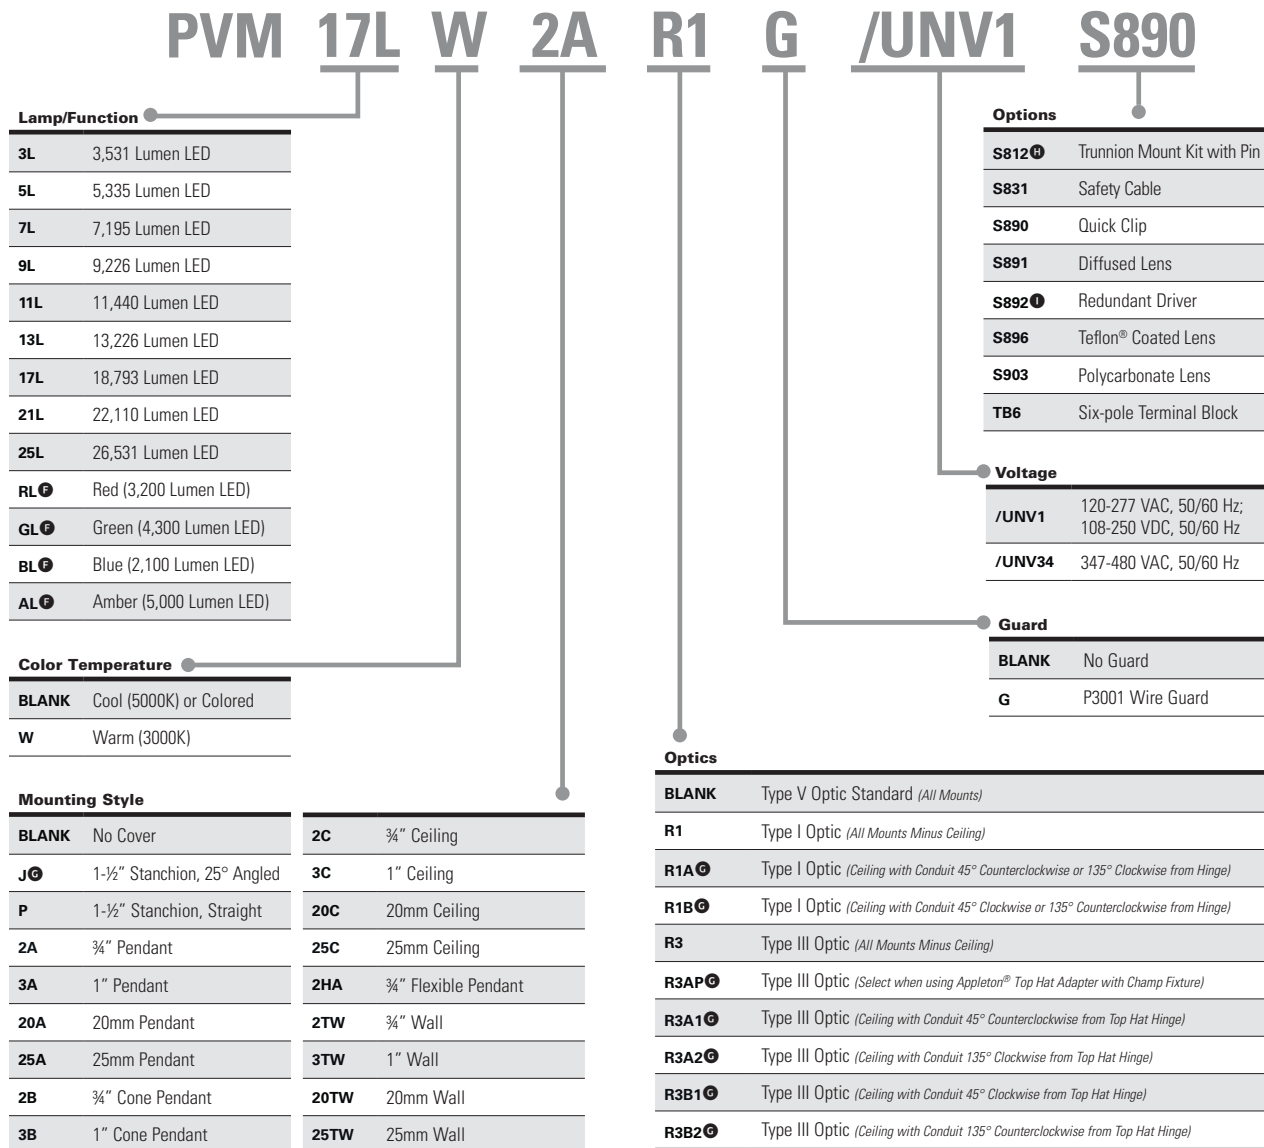 PVM 17L W 2A R1 G /UNV1 S890
Lamp/Function
3L 3,531 Lumen LED
5L 5,335 Lumen LED
7L 7,195 Lumen LED
9L 9,226 Lumen LED
11L 11,440 Lumen LED
13L 13,226 Lumen LED
17L 18,793 Lumen LED
21L 22,110 Lumen LED
25L 26,531 Lumen LED
RL F Red (3,200 Lumen LED)
GL F Green (4,300 Lumen LED)
BL F Blue (2,100 Lumen LED)
AL F Amber (5,000 Lumen LED)
Color Temperature
BLANK Cool (5000K) or Colored
W Warm (3000K)
Mounting Style
BLANK No Cover
J G 1-½" Stanchion, 25° Angled
P 1-½" Stanchion, Straight
2A ¾" Pendant
3A 1" Pendant
20A 20mm Pendant
25A 25mm Pendant
2B ¾" Cone Pendant
3B 1" Cone Pendant
2C ¾" Ceiling
3C 1" Ceiling
20C 20mm Ceiling
25C 25mm Ceiling
2HA ¾" Flexible Pendant
2TW ¾" Wall
3TW 1" Wall
20TW 20mm Wall
25TW 25mm Wall
Options
S812 H Trunnion Mount Kit with Pin
S831 Safety Cable
S890 Quick Clip
S891 Diffused Lens
S892 I Redundant Driver
S896 Teflon® Coated Lens
S903 Polycarbonate Lens
TB6 Six-pole Terminal Block
Voltage
/UNV1 120-277 VAC, 50/60 Hz;
108-250 VDC, 50/60 Hz
/UNV34 347-480 VAC, 50/60 Hz
Guard
BLANK No Guard
G P3001 Wire Guard
Optics
BLANK Type V Optic Standard (All Mounts)
R1 Type I Optic (All Mounts Minus Ceiling)
R1A G Type I Optic (Ceiling with Conduit 45° Counterclockwise or 135° Clockwise from Hinge)
R1B G Type I Optic (Ceiling with Conduit 45° Clockwise or 135° Counterclockwise from Hinge)
R3 Type III Optic (All Mounts Minus Ceiling)
R3AP G Type III Optic (Select when using Appleton® Top Hat Adapter with Champ Fixture)
R3A1 G Type III Optic (Ceiling with Conduit 45° Counterclockwise from Top Hat Hinge)
R3A2 G Type III Optic (Ceiling with Conduit 135° Clockwise from Top Hat Hinge)
R3B1 G Type III Optic (Ceiling with Conduit 45° Clockwise from Top Hat Hinge)
R3B2 G Type III Optic (Ceiling with Conduit 135° Counterclockwise from Top Hat Hinge)